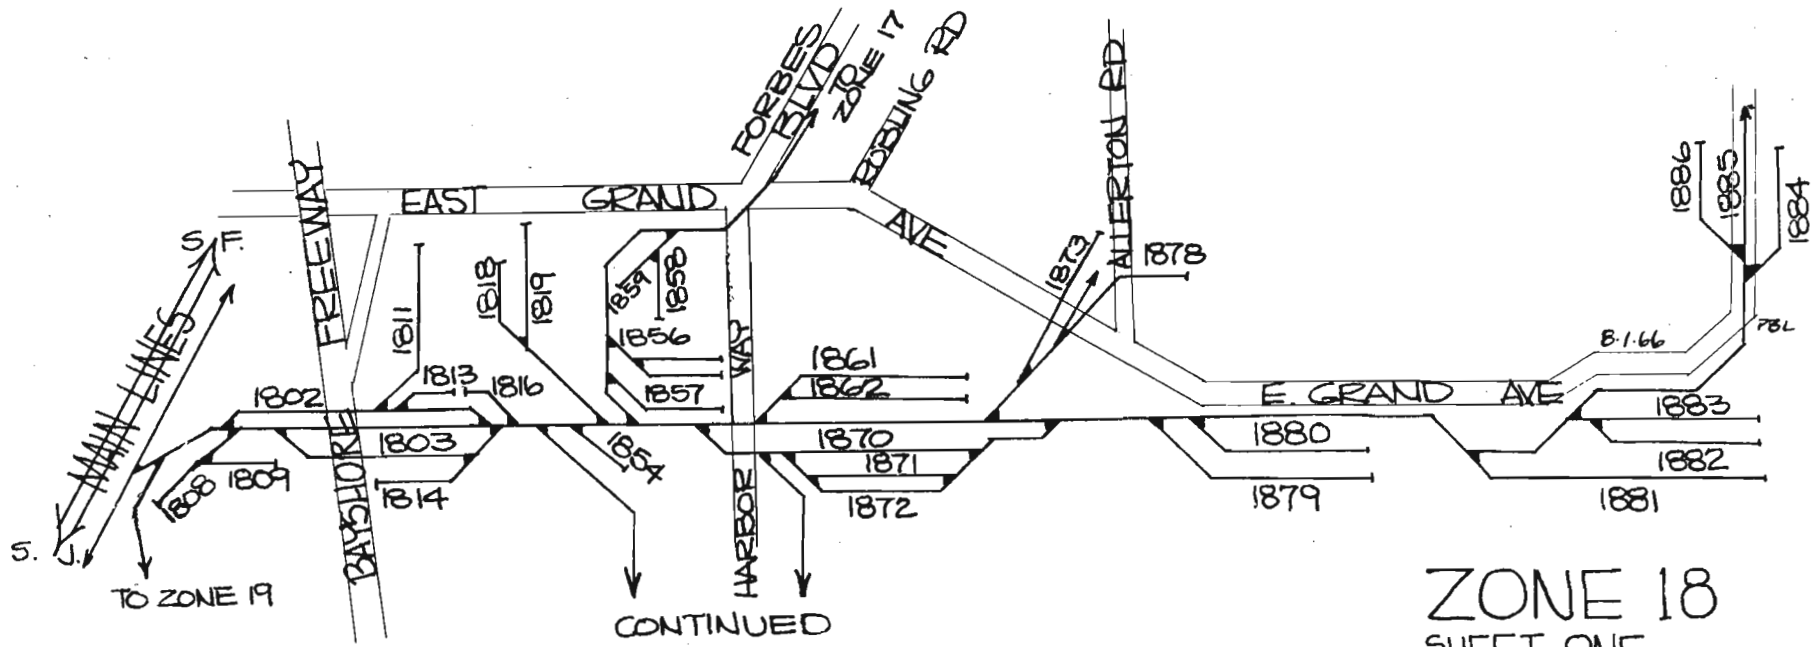 FORBES
BLVD
TO
ZONE 17
ROBLING RD
ALLERTON RD
BAYSHORE FREEWAY
EAST GRAND AVE
S. F.
MAIN LINES
S. J.
TO ZONE 19
HARBOR WAY
E. GRAND AVE
8·1·66
PBL
1886
1885
1884
1873
1878
1818
1819
1811
1859
1858
1856
1857
1861
1862
1802
1813
1816
1803
1854
1870
1871
1872
1808
1809
1814
1880
1879
1883
1882
1881
CONTINUED
ZONE 18
SHEET ONE